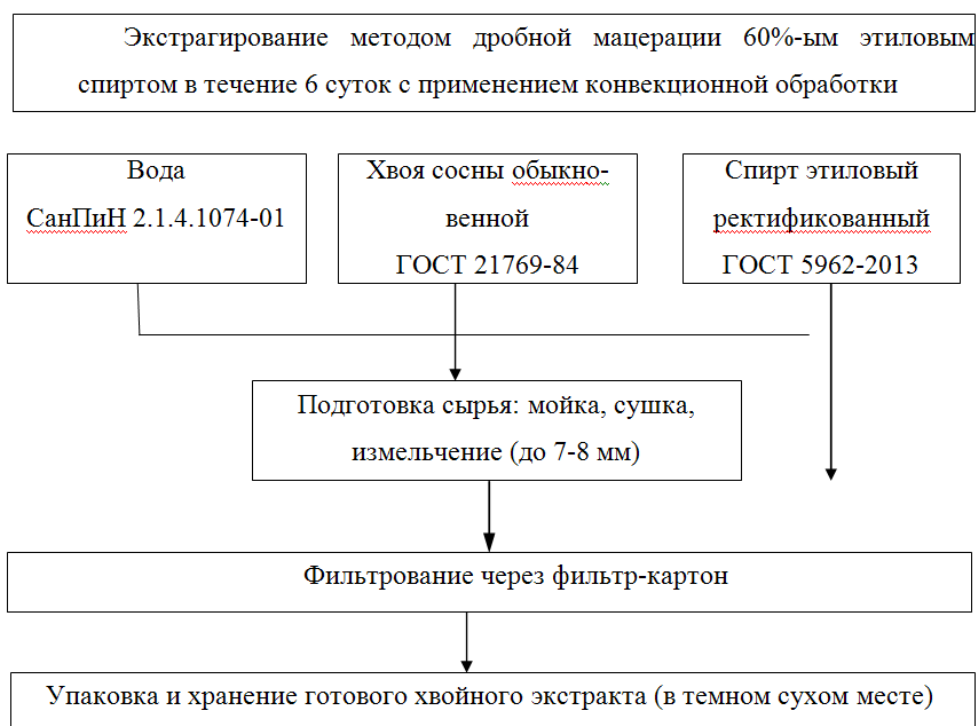 Экстрагирование методом дробной мацерации 60%-ым этиловым
спиртом в течение 6 суток с применением конвекционной обработки
Вода
СанПиН 2.1.4.1074-01
Хвоя сосны обыкно-
венной
ГОСТ 21769-84
Спирт этиловый
ректификованный
ГОСТ 5962-2013
Подготовка сырья: мойка, сушка,
измельчение (до 7-8 мм)
Фильтрование через фильтр-картон
Упаковка и хранение готового хвойного экстракта (в темном сухом месте)